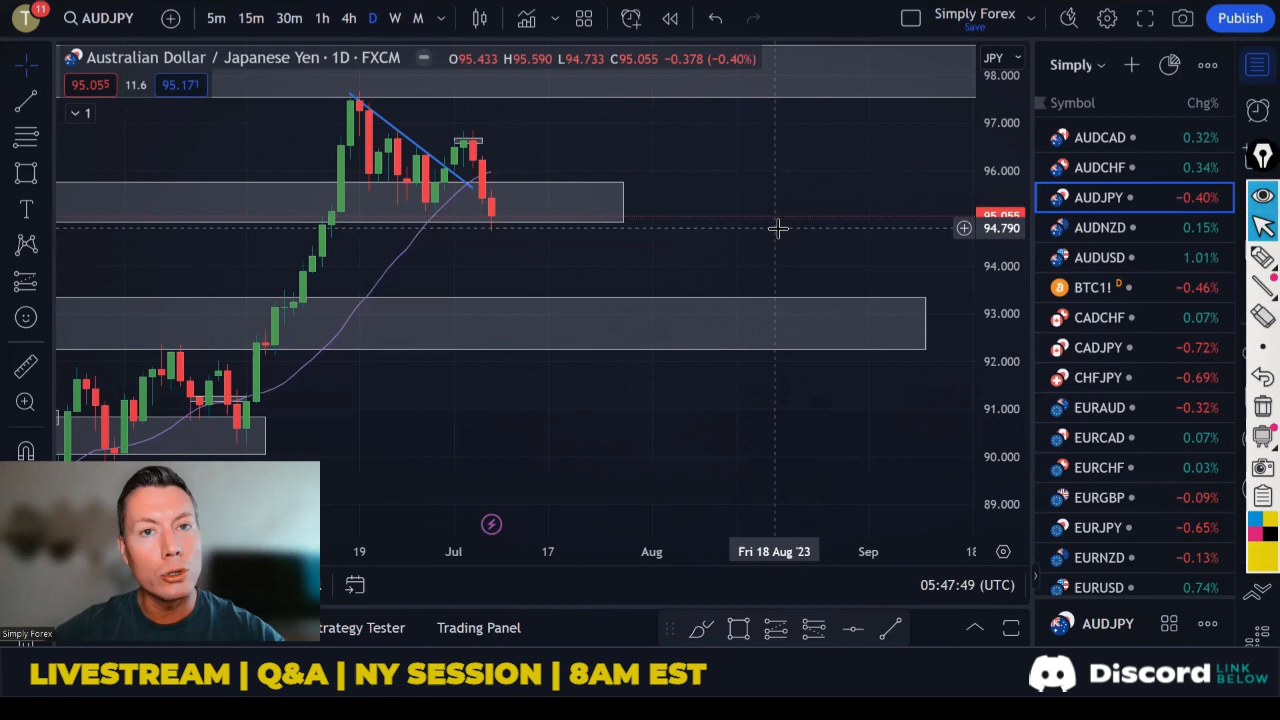 T
11
AUDJPY
5m 15m 30m 1h 4h D W M
Simply Forex
Save
Publish
Australian Dollar / Japanese Yen · 1D · FXCM
O95.433 H95.590 L94.733 C95.055 −0.378 (−0.40%)
95.055 11.6 95.171
1
JPY
98.000
97.000
96.000
95.055
94.790
94.000
93.000
92.000
91.000
90.000
89.000
19 Jul 17 Aug Fri 18 Aug '23 Sep 18
05:47:49 (UTC)
trategy Tester Trading Panel
Simply
Symbol Chg%
AUDCAD 0.32%
AUDCHF 0.34%
AUDJPY −0.40%
AUDNZD 0.15%
AUDUSD 1.01%
BTC1! D −0.46%
CADCHF 0.07%
CADJPY −0.72%
CHFJPY −0.69%
EURAUD −0.32%
EURCAD 0.07%
EURCHF 0.03%
EURGBP −0.09%
EURJPY −0.65%
EURNZD −0.13%
EURUSD 0.74%
AUDJPY
Simply Forex
LIVESTREAM | Q&A | NY SESSION | 8AM EST
Discord LINK BELOW